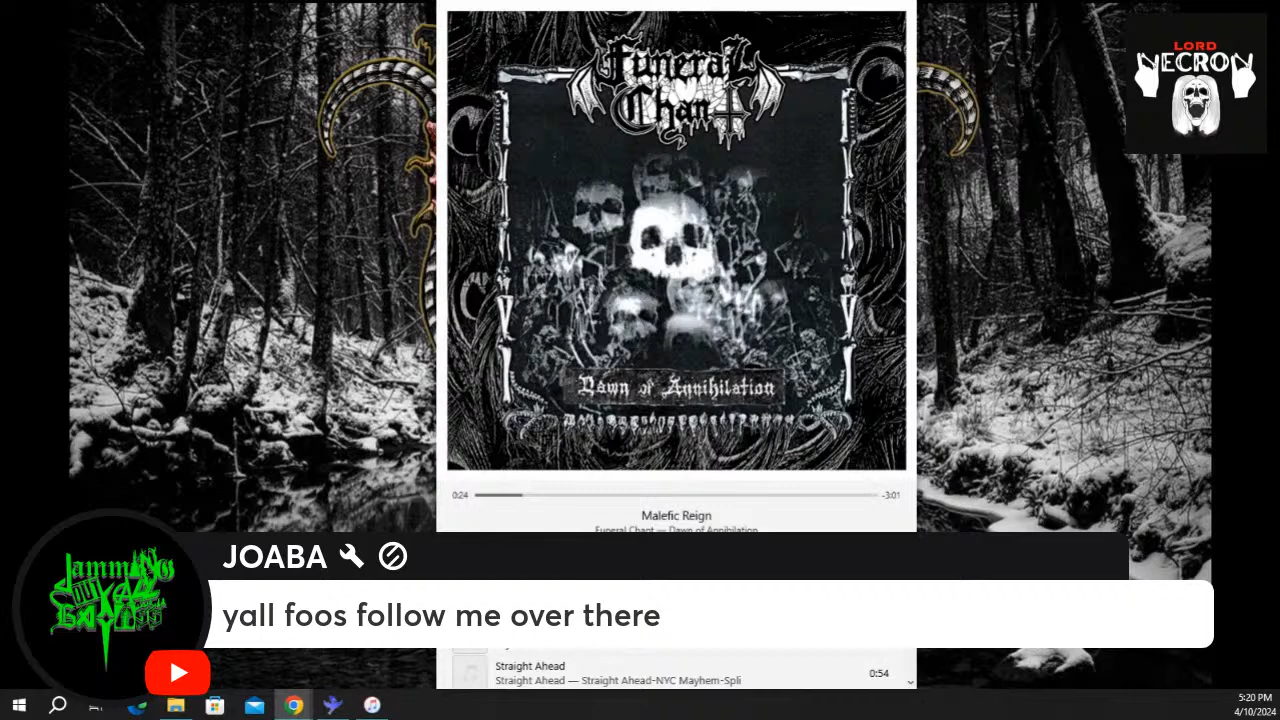 Funeral
Chant
LORD
NECRON
Dawn of Annihilation
0:24
-3:01
Malefic Reign
Funeral Chant — Dawn of Annihilation
JOABA
Jamming
yall foos follow me over there
Straight Ahead
0:54
Straight Ahead — Straight Ahead-NYC Mayhem-Spli
5:20 PM
4/10/2024